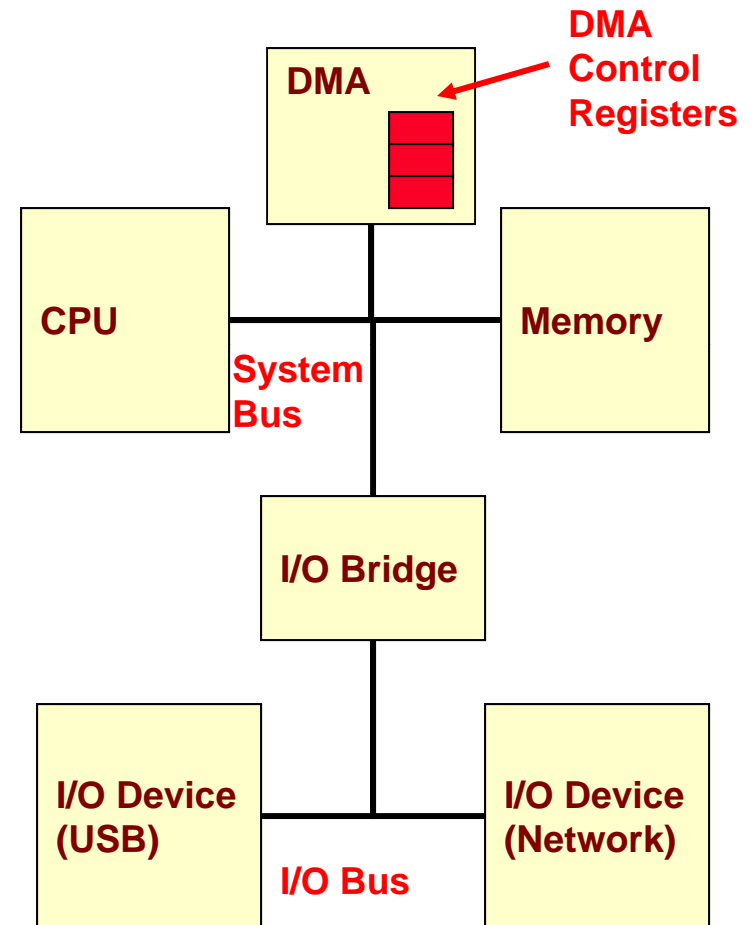 DMA
Control
Registers
DMA
CPU
Memory
System
Bus
I/O Bridge
I/O Device
(USB)
I/O Device
(Network)
I/O Bus